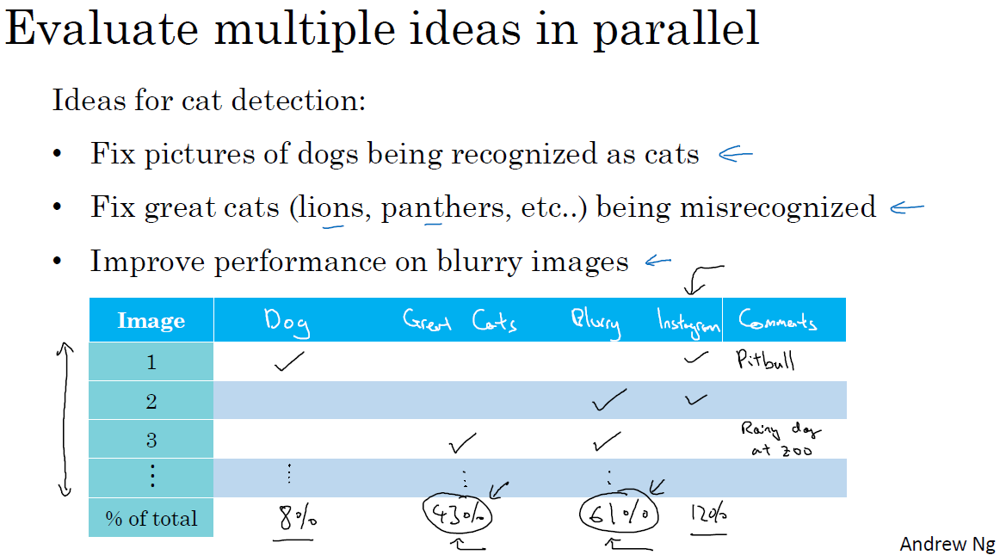 Evaluate multiple ideas in parallel
Ideas for cat detection:
• Fix pictures of dogs being recognized as cats
• Fix great cats (lions, panthers, etc..) being misrecognized
• Improve performance on blurry images
Image Dog Great Cats Blurry Instagram Comments
1 ✓ ✓ Pitbull
2 ✓ ✓
3 ✓ ✓ Rainy day at zoo
⋮ ⋮ ⋮ ⋮
% of total 8% 43% 61% 12%
Andrew Ng